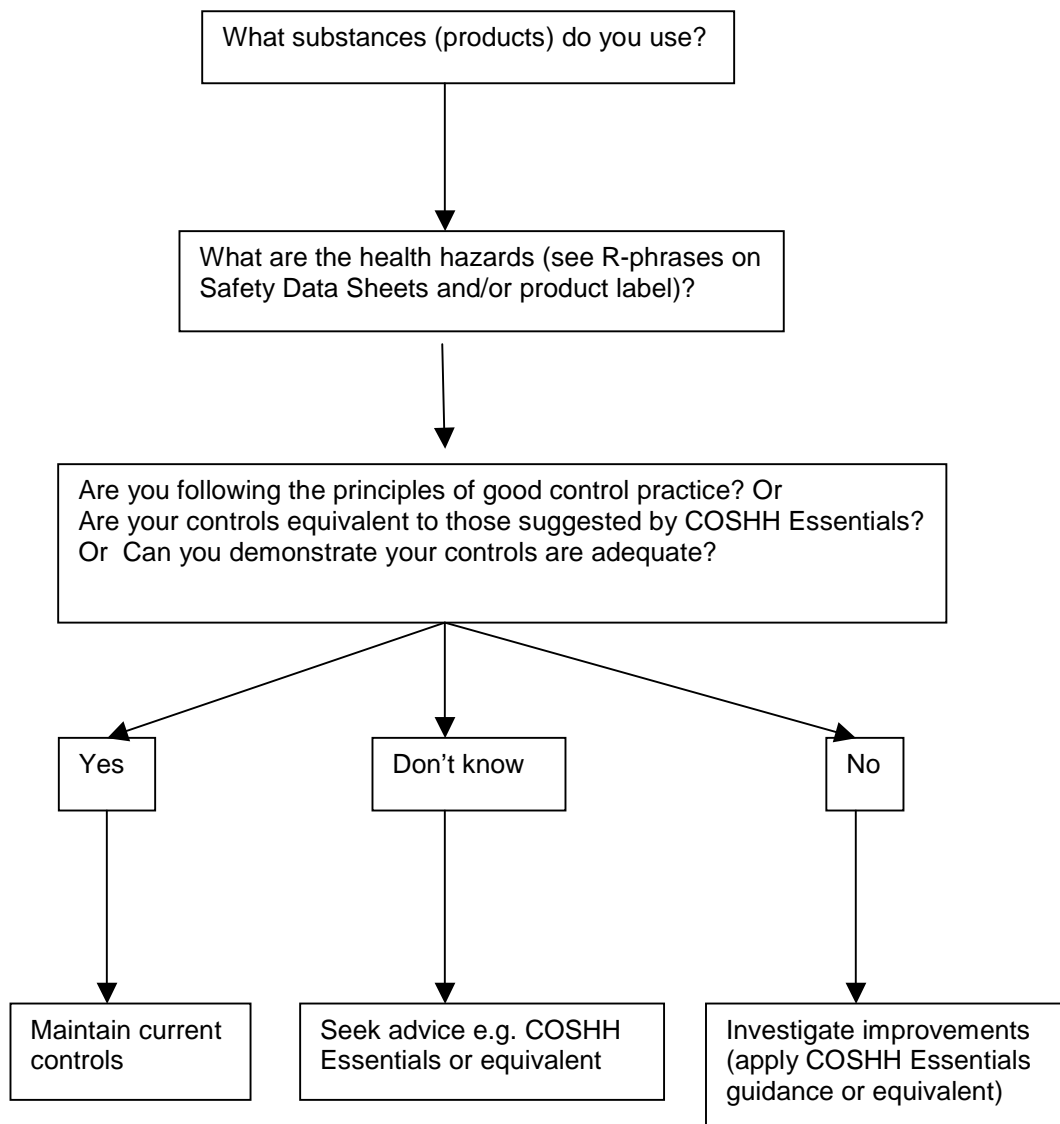 What substances (products) do you use?
What are the health hazards (see R-phrases on
Safety Data Sheets and/or product label)?
Are you following the principles of good control practice? Or
Are your controls equivalent to those suggested by COSHH Essentials?
Or  Can you demonstrate your controls are adequate?
Yes
Don’t know
No
Maintain current
controls
Seek advice e.g. COSHH
Essentials or equivalent
Investigate improvements
(apply COSHH Essentials
guidance or equivalent)